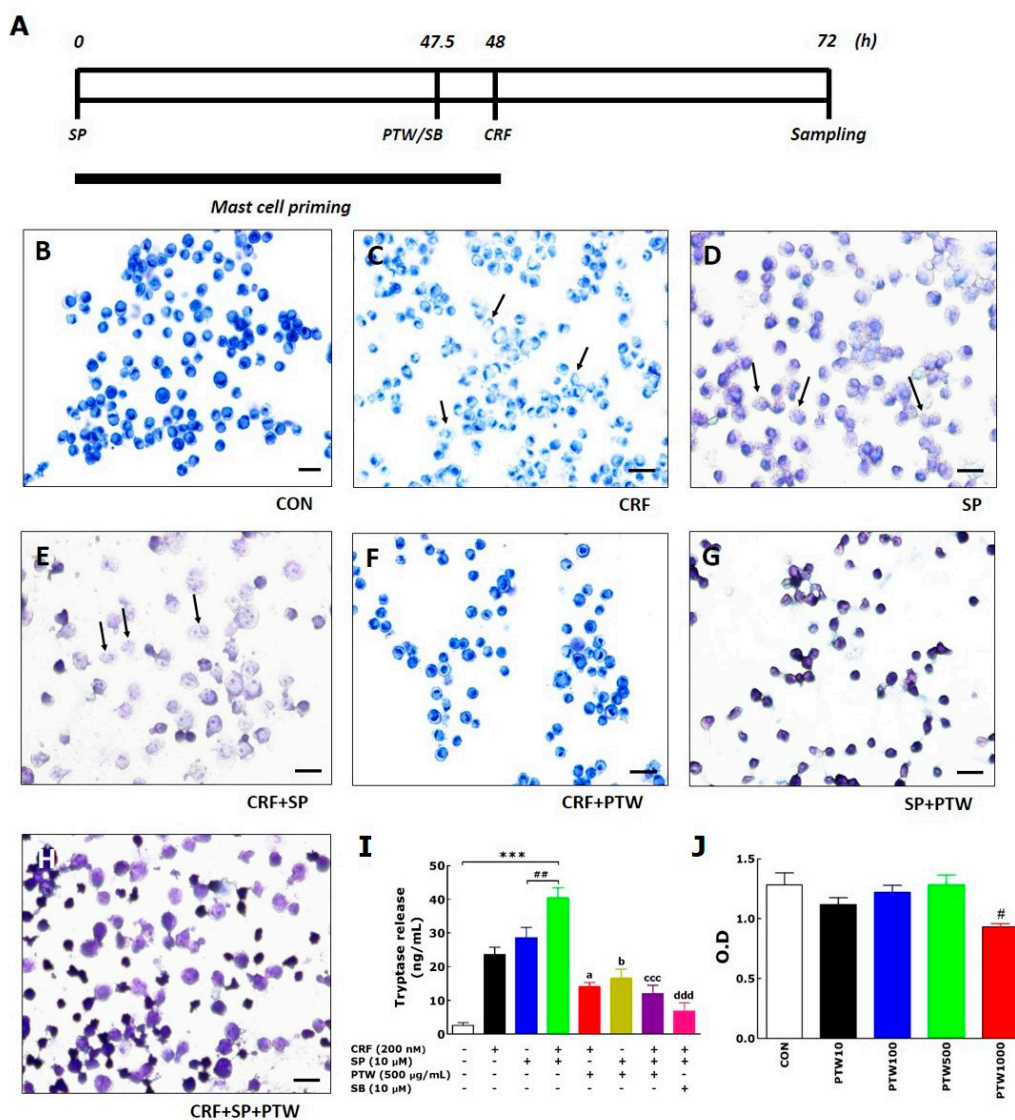 A
0 47.5 48 72 (h)
SP PTW/SB CRF Sampling
Mast cell priming
B C D
CON CRF SP
E F G
CRF+SP CRF+PTW SP+PTW
H
CRF+SP+PTW
I
Tryptase release
(ng/mL)
50
40
30
20
10
0
***
##
a b ccc ddd
CRF (200 nM) - + - + + - + +
SP (10 μM) - - + + - + + +
PTW (500 μg/mL) - - - - + + + -
SB (10 μM) - - - - - - - +
J
O.D
1.5
1.0
0.5
0.0
#
CON PTW10 PTW100 PTW500 PTW1000